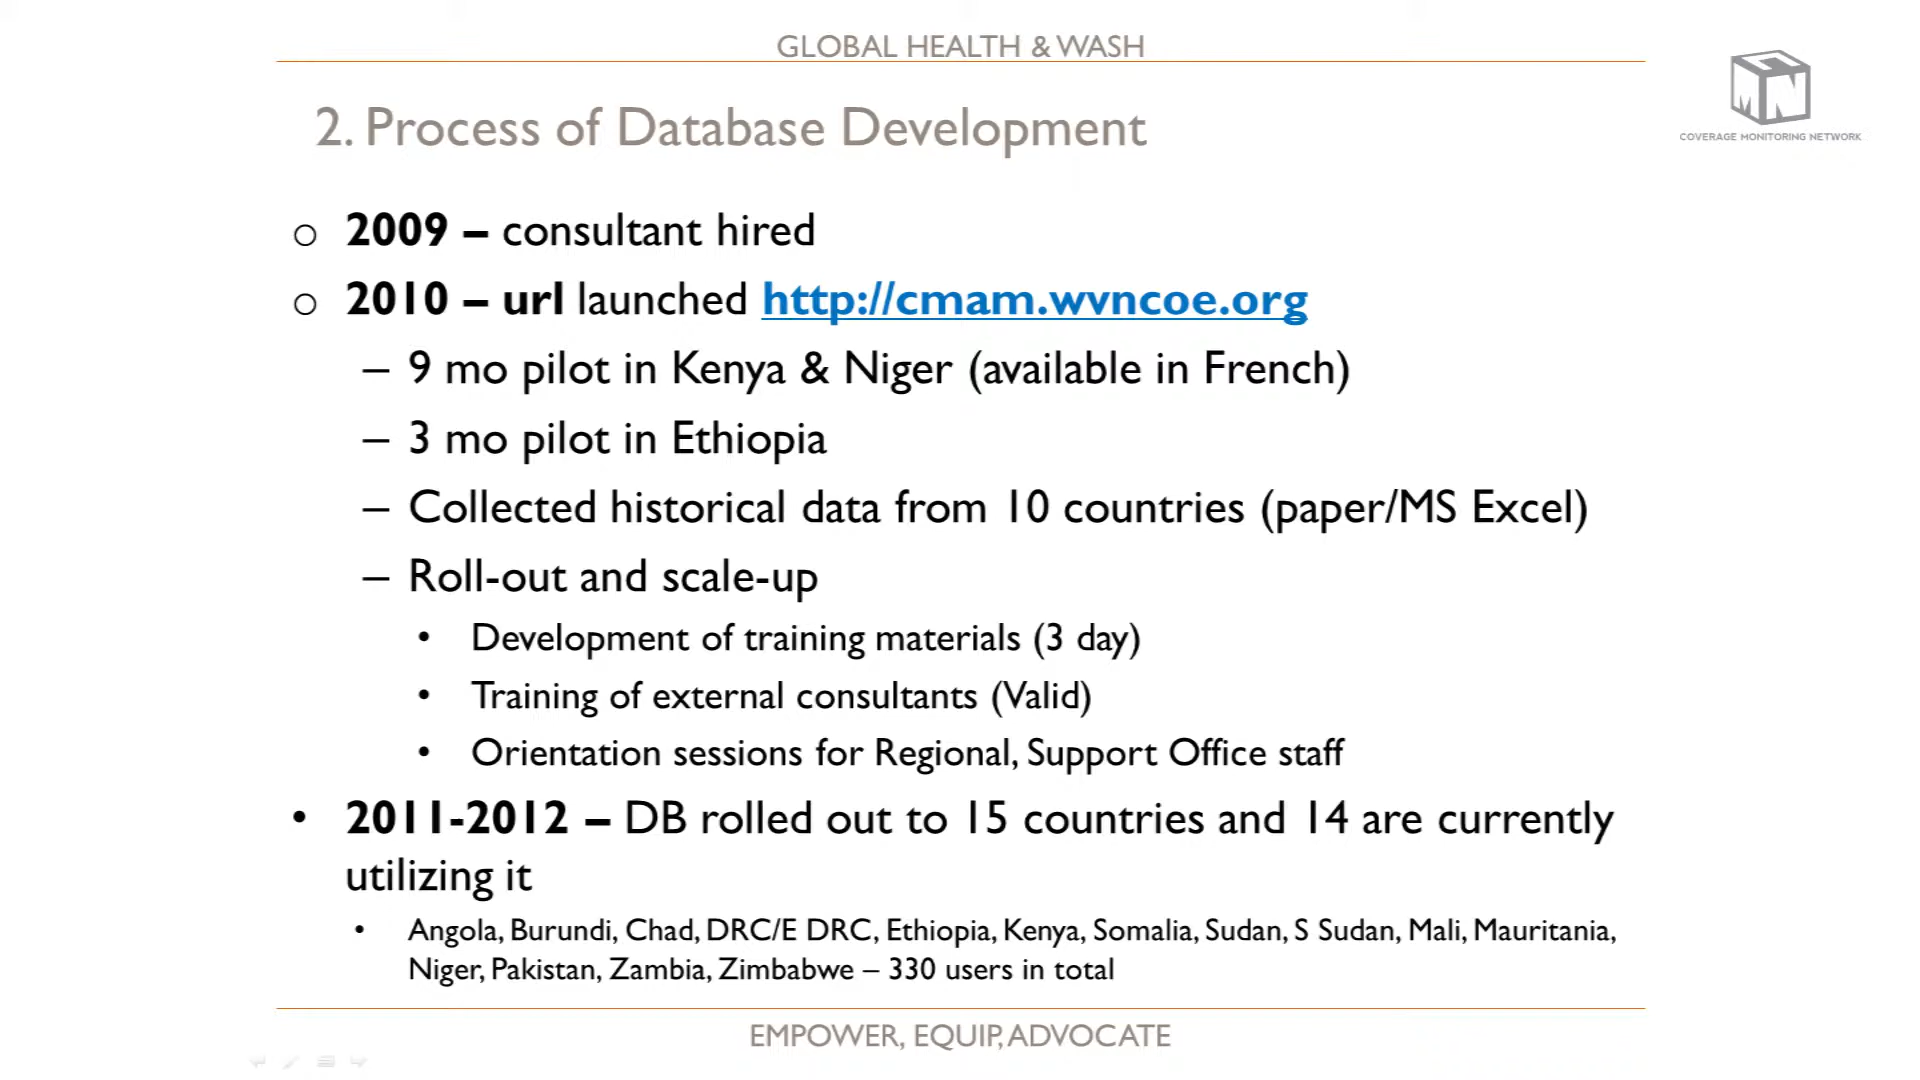 GLOBAL HEALTH & WASH
MN
COVERAGE MONITORING NETWORK
2. Process of Database Development
o 2009 – consultant hired
o 2010 – url launched http://cmam.wvncoe.org
– 9 mo pilot in Kenya & Niger (available in French)
– 3 mo pilot in Ethiopia
– Collected historical data from 10 countries (paper/MS Excel)
– Roll-out and scale-up
• Development of training materials (3 day)
• Training of external consultants (Valid)
• Orientation sessions for Regional, Support Office staff
• 2011-2012 – DB rolled out to 15 countries and 14 are currently
utilizing it
• Angola, Burundi, Chad, DRC/E DRC, Ethiopia, Kenya, Somalia, Sudan, S Sudan, Mali, Mauritania,
Niger, Pakistan, Zambia, Zimbabwe – 330 users in total
EMPOWER, EQUIP, ADVOCATE